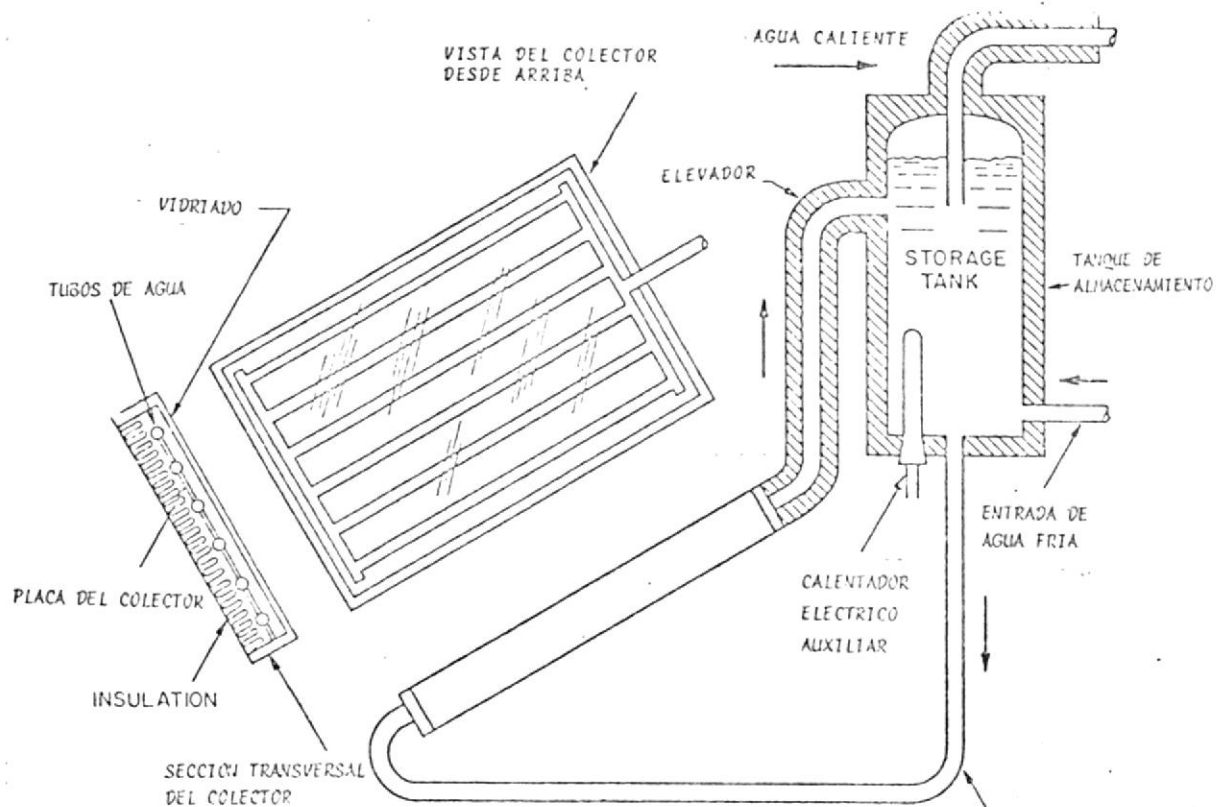 AGUA CALIENTE
VISTA DEL COLECTOR
DESDE ARRIBA
ELEVADOR
VIDRIADO
STORAGE
TANK
TANQUE DE
ALMACENAMIENTO
TUBOS DE AGUA
ENTRADA DE
AGUA FRIA
CALENTADOR
ELECTRICO
AUXILIAR
PLACA DEL COLECTOR
INSULATION
SECCION TRANSVERSAL
DEL COLECTOR